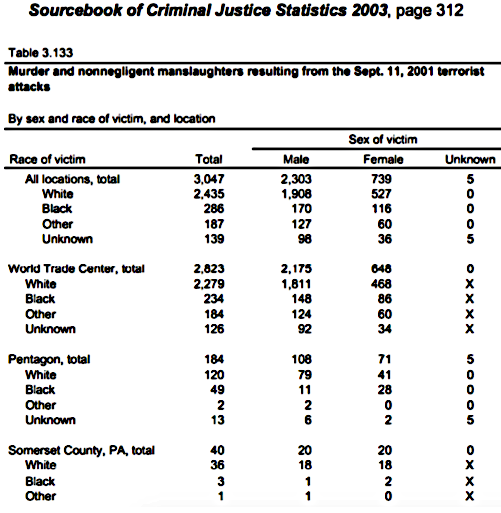 Sourcebook of Criminal Justice Statistics 2003, page 312
Table 3.133
Murder and nonnegligent manslaughters resulting from the Sept. 11, 2001 terrorist
attacks
By sex and race of victim, and location
Sex of victim
Race of victim Total Male Female Unknown
All locations, total 3,047 2,303 739 5
White 2,435 1,908 527 0
Black 286 170 116 0
Other 187 127 60 0
Unknown 139 98 36 5
World Trade Center, total 2,823 2,175 648 0
White 2,279 1,811 468 X
Black 234 148 86 X
Other 184 124 60 X
Unknown 126 92 34 X
Pentagon, total 184 108 71 5
White 120 79 41 0
Black 49 11 28 0
Other 2 2 0 0
Unknown 13 6 2 5
Somerset County, PA, total 40 20 20 0
White 36 18 18 X
Black 3 1 2 X
Other 1 1 0 X